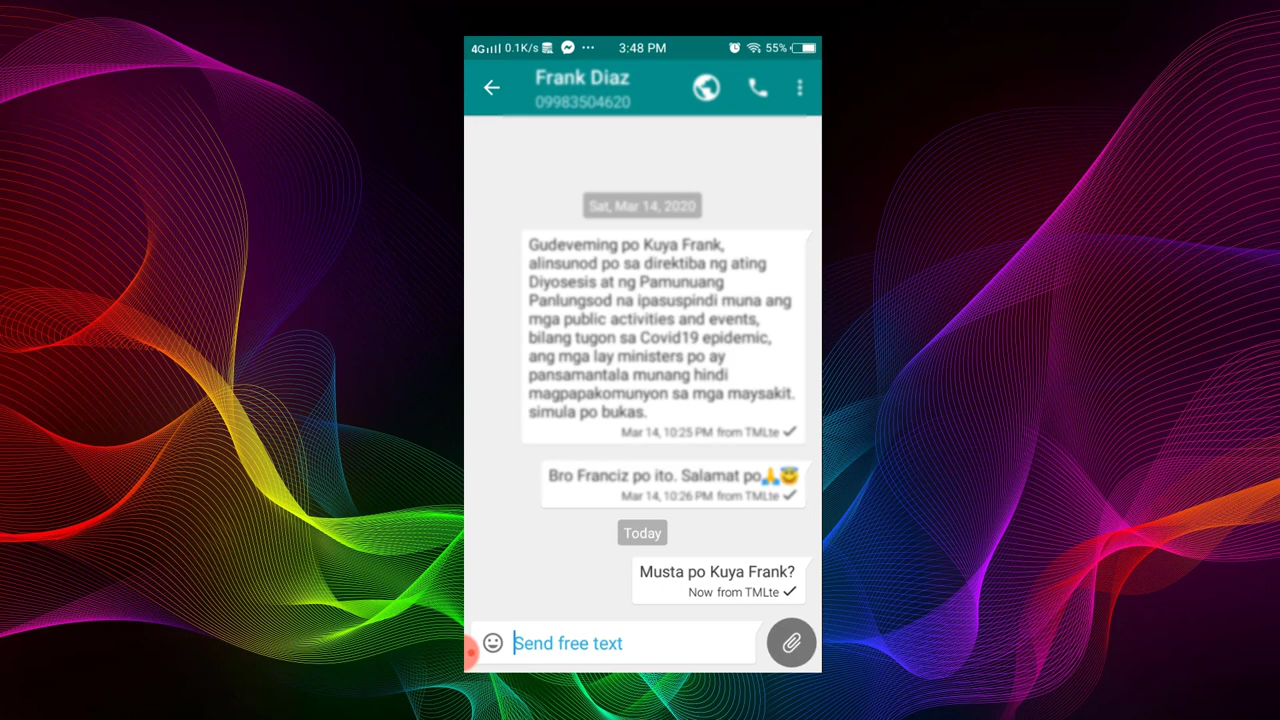 4G 0.1K/s ... 3:48 PM 55%
Frank Diaz
09983504620
Sat, Mar 14, 2020
Gudeveming po Kuya Frank,
alinsunod po sa direktiba ng ating
Diyosesis at ng Pamunuang
Panlungsod na ipasuspindi muna ang
mga public activities and events,
bilang tugon sa Covid19 epidemic,
ang mga lay ministers po ay
pansamantala munang hindi
magpapakomunyon sa mga maysakit.
simula po bukas.
Mar 14, 10:25 PM from TMLte
Bro Franciz po ito. Salamat po🙏😇
Mar 14, 10:26 PM from TMLte
Today
Musta po Kuya Frank?
Now from TMLte
Send free text